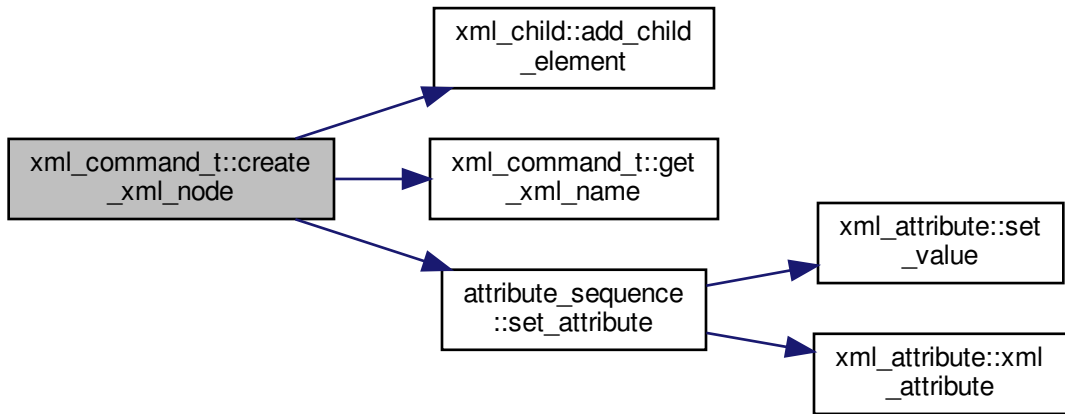 xml_child::add_child
_element
xml_command_t::create
_xml_node
xml_command_t::get
_xml_name
xml_attribute::set
_value
attribute_sequence
::set_attribute
xml_attribute::xml
_attribute